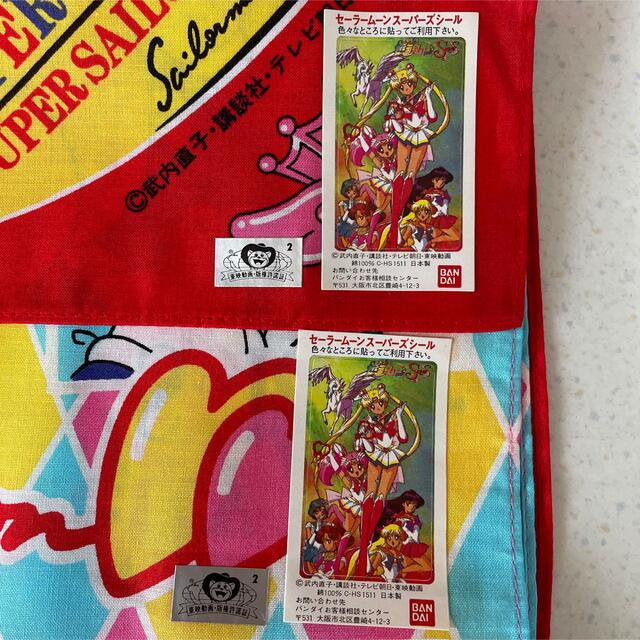 PER
SUPER SAIL
Sailorm
©武内直子・講談社・テレビ朝日
セーラームーン スーパーズシール
色々なところに貼ってご利用下さい。
©武内直子・講談社・テレビ朝日・東映動画
綿100% C-HS1511 日本製
お問い合わせ先
バンダイお客様相談センター
〒531 大阪市北区豊崎4-12-3
BAN
DAI
2
東映動画・版権許諾証
セーラームーン スーパーズシール
色々なところに貼ってご利用下さい。
©武内直子・講談社・テレビ朝日・東映動画
綿100% C-HS1511 日本製
お問い合わせ先
バンダイお客様相談センター
〒531 大阪市北区豊崎4-12-3
BAN
DAI
2
東映動画・版権許諾証